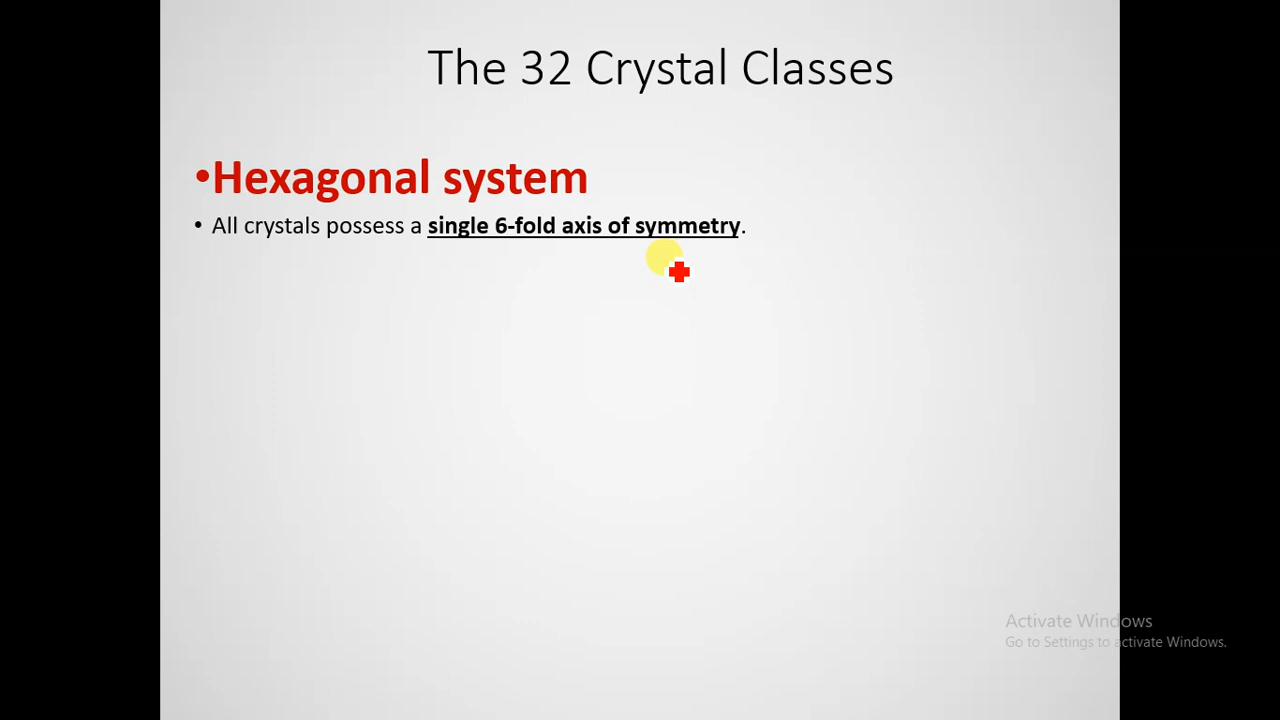 The 32 Crystal Classes
•Hexagonal system
• All crystals possess a single 6-fold axis of symmetry.
Activate Windows
Go to Settings to activate Windows.